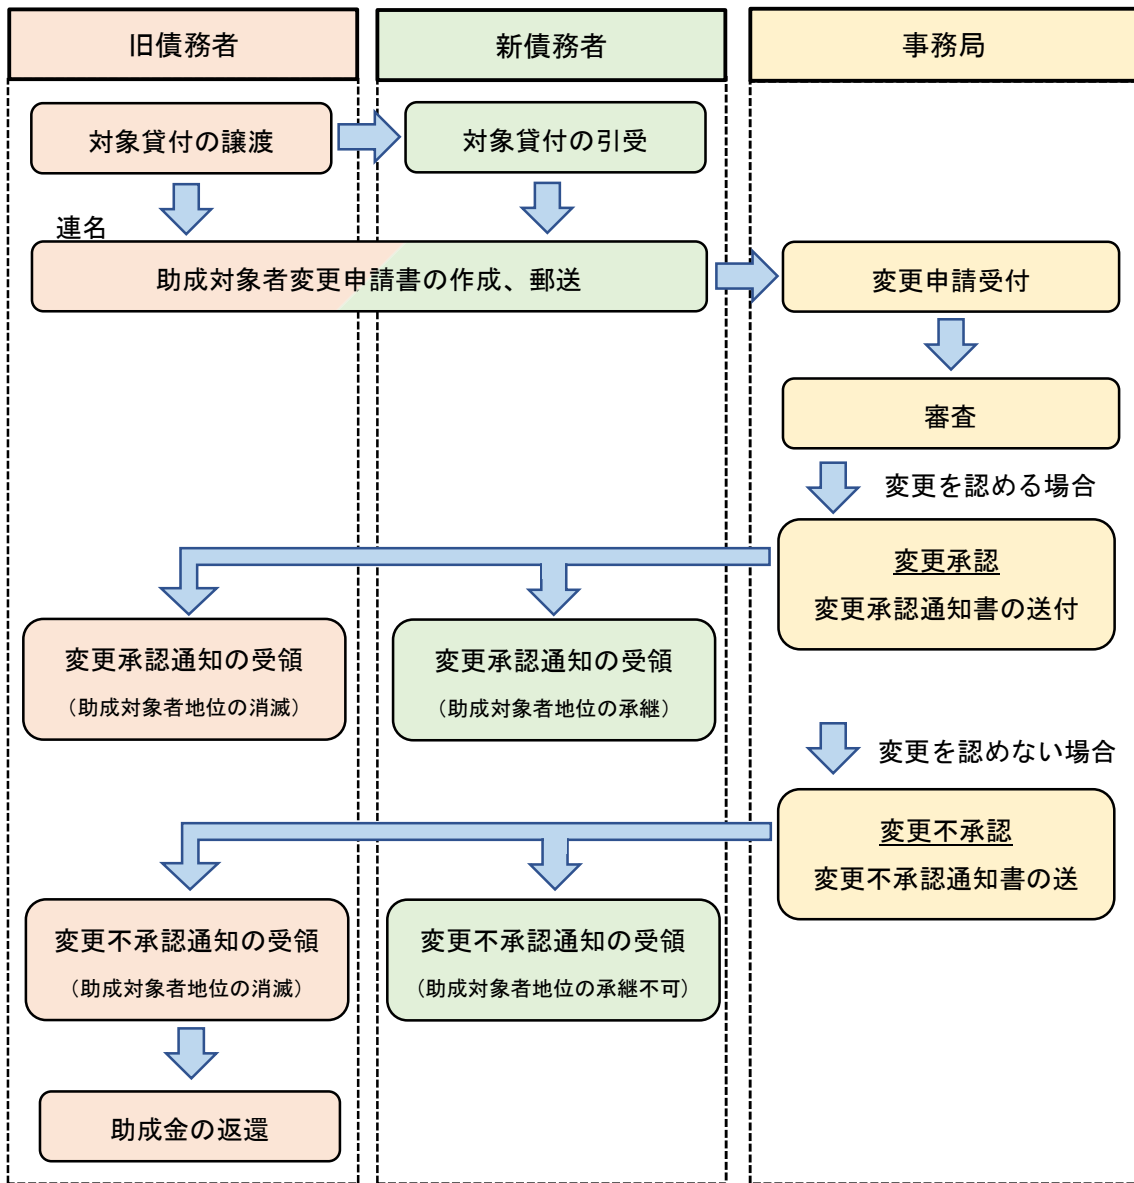 旧債務者
新債務者
事務局
対象貸付の譲渡
対象貸付の引受
連名
助成対象者変更申請書の作成、郵送
変更申請受付
審査
変更を認める場合
変更承認
変更承認通知書の送付
変更承認通知の受領
（助成対象者地位の消滅）
変更承認通知の受領
（助成対象者地位の承継）
変更を認めない場合
変更不承認
変更不承認通知書の送
変更不承認通知の受領
（助成対象者地位の消滅）
変更不承認通知の受領
（助成対象者地位の承継不可）
助成金の返還